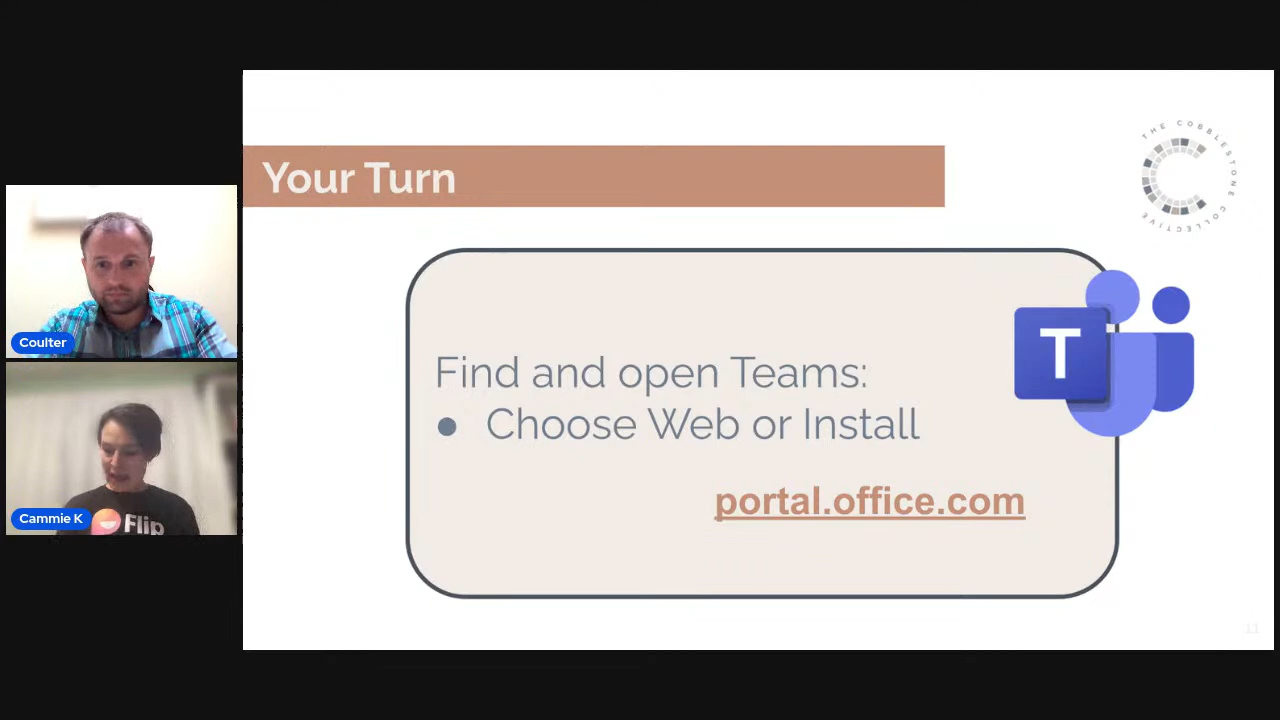 Your Turn
THE COBBLESTONE COLLECTIVE
Find and open Teams:
● Choose Web or Install
T
portal.office.com
Coulter
Cammie K
Flip
11